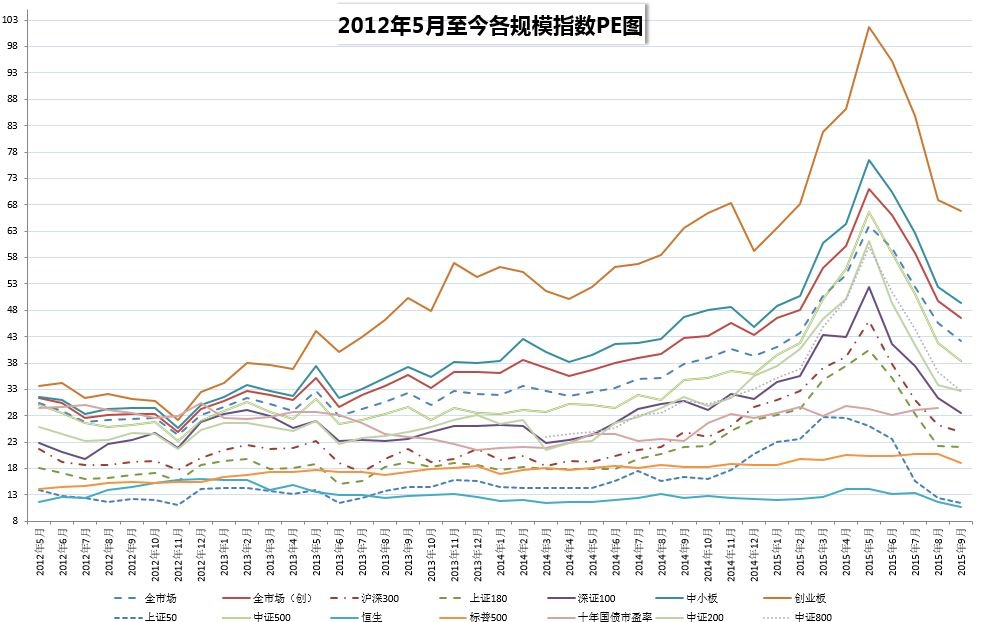 2012年5月至今各规模指数PE图
103
98
93
88
83
78
73
68
63
58
53
48
43
38
33
28
23
18
13
8
2012年5月
2012年6月
2012年7月
2012年8月
2012年9月
2012年10月
2012年11月
2012年12月
2013年1月
2013年2月
2013年3月
2013年4月
2013年5月
2013年6月
2013年7月
2013年8月
2013年9月
2013年10月
2013年11月
2013年12月
2014年1月
2014年2月
2014年3月
2014年4月
2014年5月
2014年6月
2014年7月
2014年8月
2014年9月
2014年10月
2014年11月
2014年12月
2015年1月
2015年2月
2015年3月
2015年4月
2015年5月
2015年6月
2015年7月
2015年8月
2015年9月
全市场 全市场（创） 沪深300 上证180 深证100 中小板 创业板
上证50 中证500 恒生 标普500 十年国债市盈率 中证200 中证800